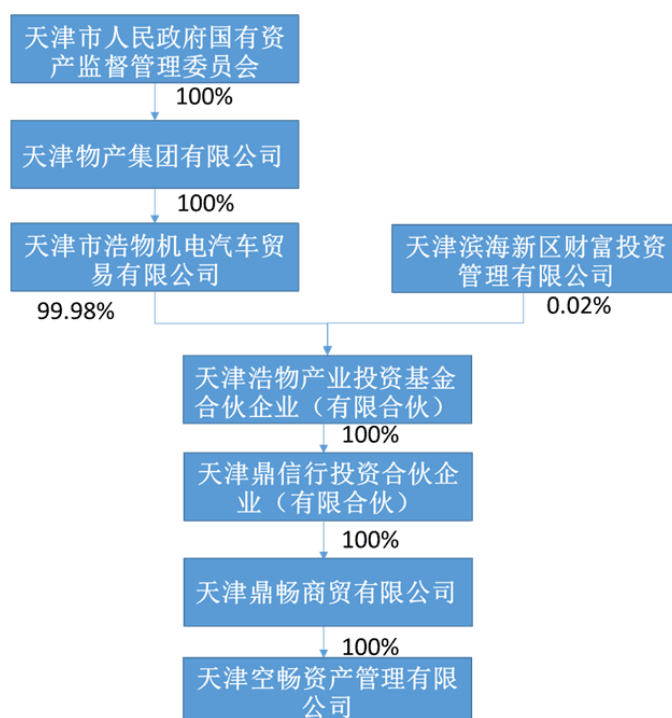 天津市人民政府国有资
产监督管理委员会
100%
天津物产集团有限公司
100%
天津市浩物机电汽车贸
易有限公司
天津滨海新区财富投资
管理有限公司
99.98%
0.02%
天津浩物产业投资基金
合伙企业（有限合伙）
100%
天津鼎信行投资合伙企
业（有限合伙）
100%
天津鼎畅商贸有限公司
100%
天津空畅资产管理有限
公司